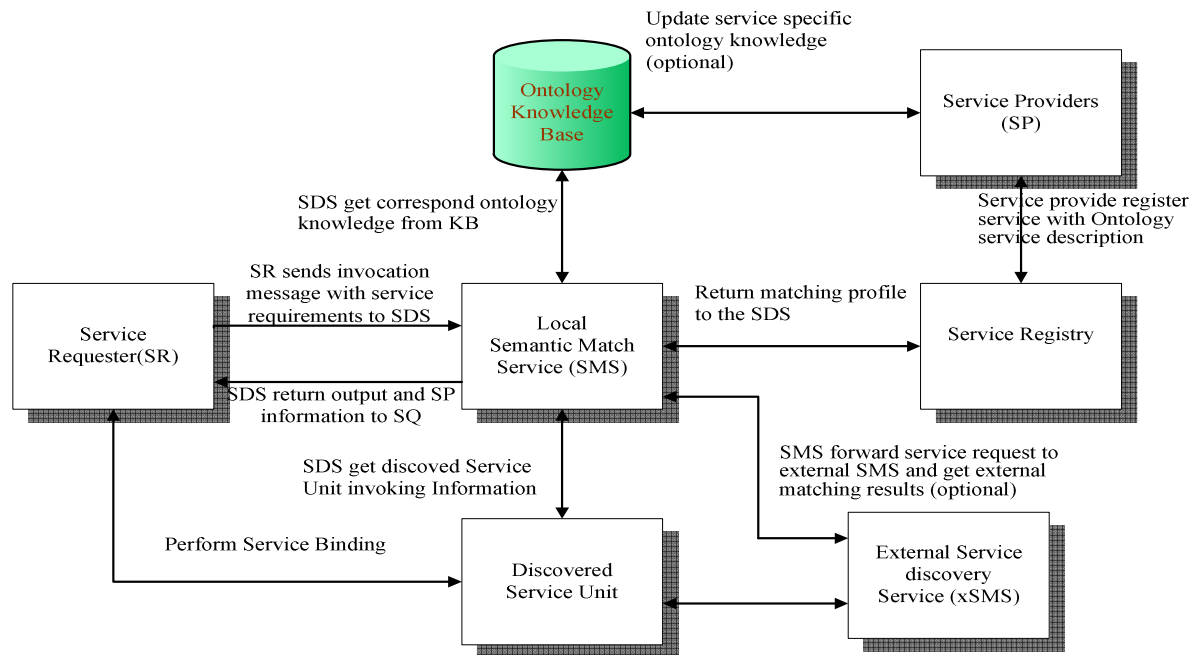 Update service specific
ontology knowledge
(optional)
Ontology
Knowledge
Base
Service Providers
(SP)
SDS get correspond ontology
knowledge from KB
Service provide register
service with Ontology
service description
SR sends invocation
message with service
requirements to SDS
Return matching profile
to the SDS
Service
Requester(SR)
Local
Semantic Match
Service (SMS)
Service Registry
SDS return output and SP
information to SQ
SDS get discoved Service
Unit invoking Information
SMS forward service request to
external SMS and get external
matching results (optional)
Perform Service Binding
Discovered
Service Unit
External Service
discovery
Service (xSMS)